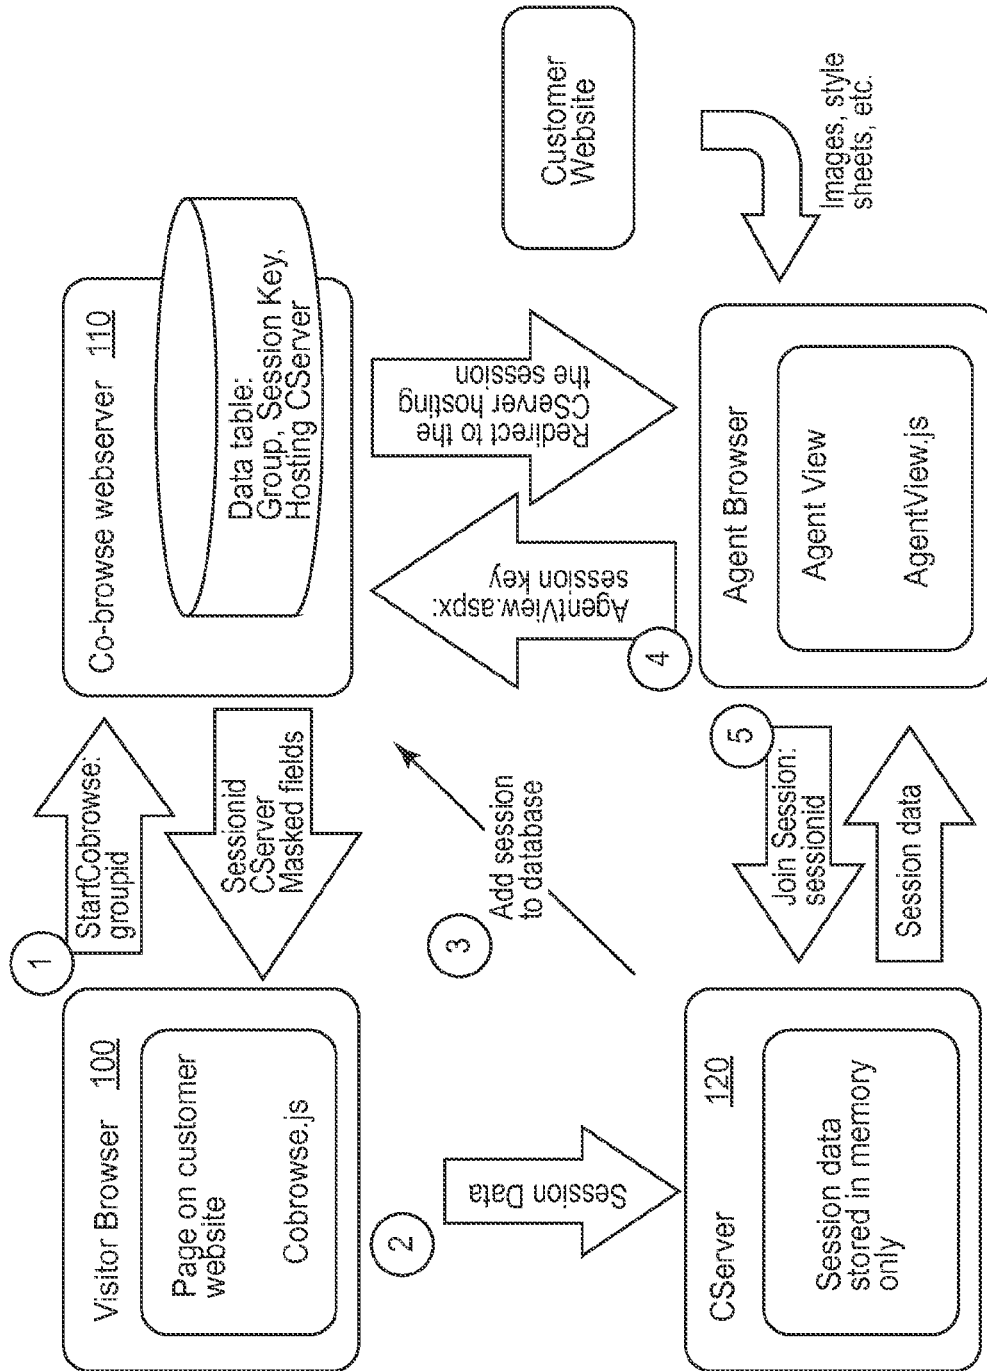 Visitor Browser 100
Page on customer
website
Cobrowse.js
1
StartCobrowse:
groupid
Sessionid
CServer
Masked fields
Co-browse webserver 110
Data table:
Group, Session Key,
Hosting CServer
2
Session Data
3
Add session
to database
4
AgentView.aspx:
session key
Redirect to the
CServer hosting
the session
Customer
Website
Images, style
sheets, etc.
CServer 120
Session data
stored in memory
only
5
Join Session:
sessionid
Session data
Agent Browser
Agent View
AgentView.js